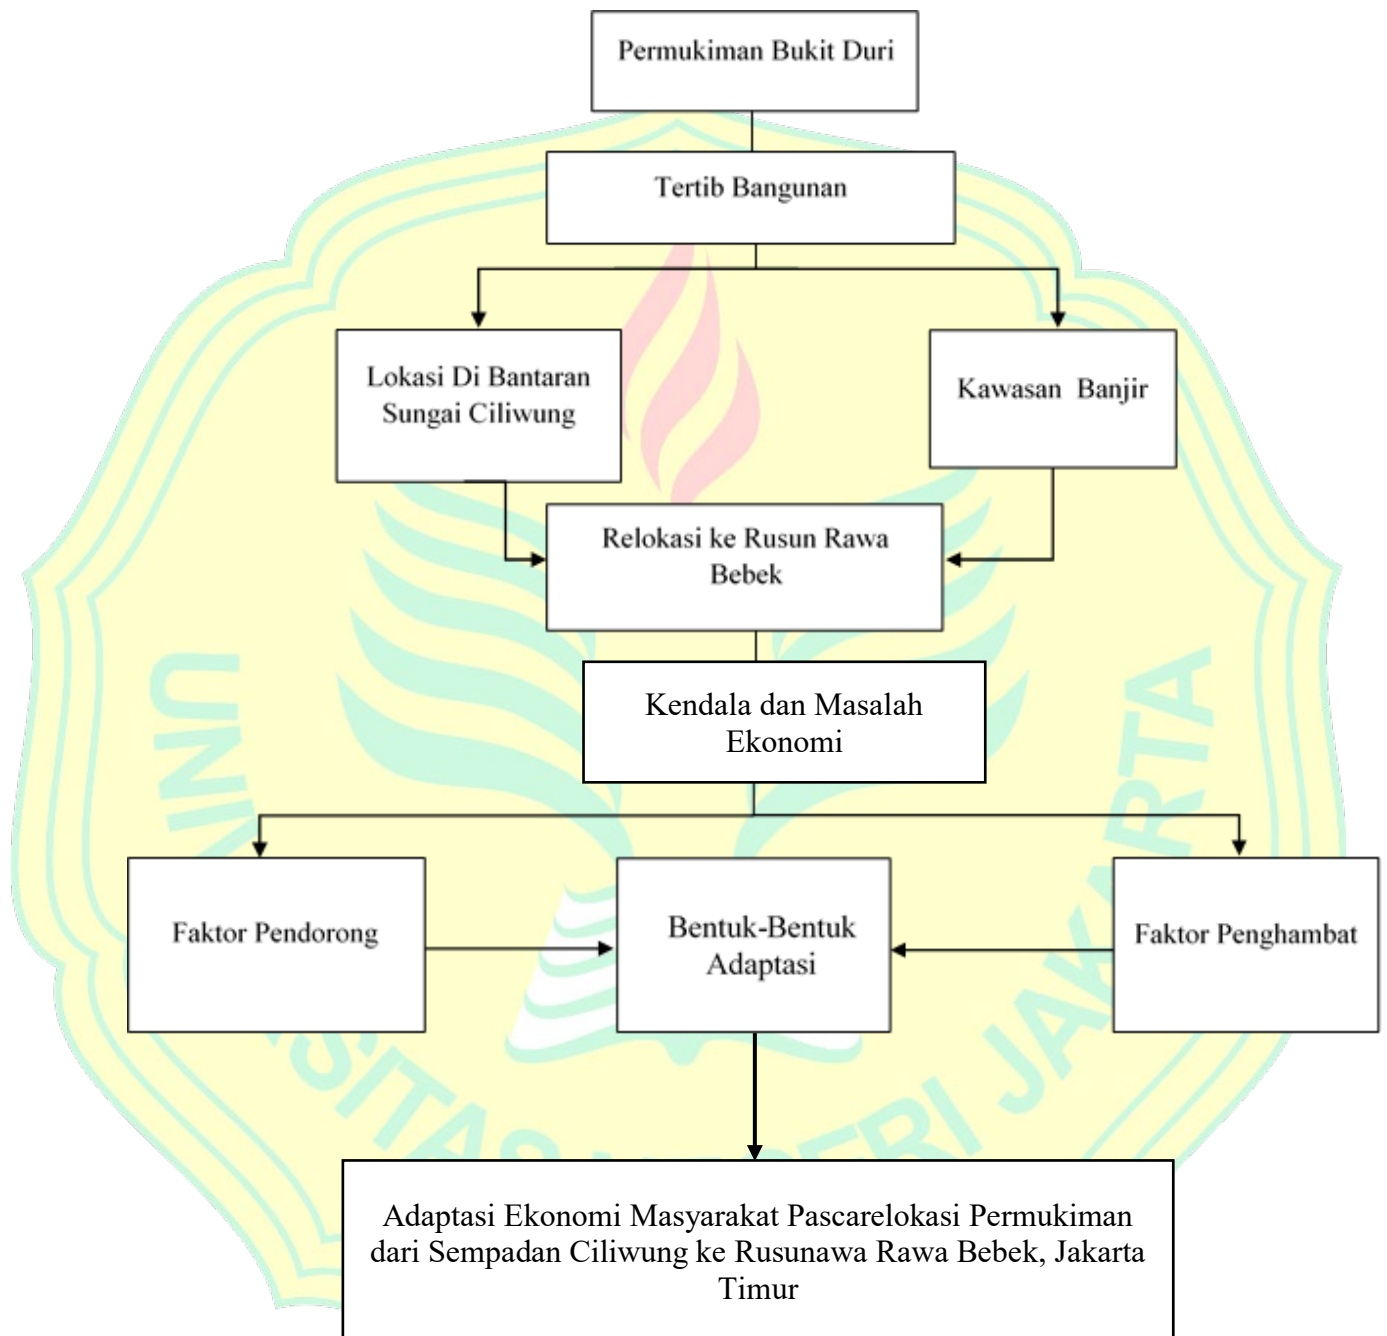 Permukiman Bukit Duri
Tertib Bangunan
Lokasi Di Bantaran
Sungai Ciliwung
Kawasan Banjir
Relokasi ke Rusun Rawa
Bebek
Kendala dan Masalah
Ekonomi
Faktor Pendorong
Bentuk-Bentuk
Adaptasi
Faktor Penghambat
Adaptasi Ekonomi Masyarakat Pascarelokasi Permukiman
dari Sempadan Ciliwung ke Rusunawa Rawa Bebek, Jakarta
Timur
JAKARTA